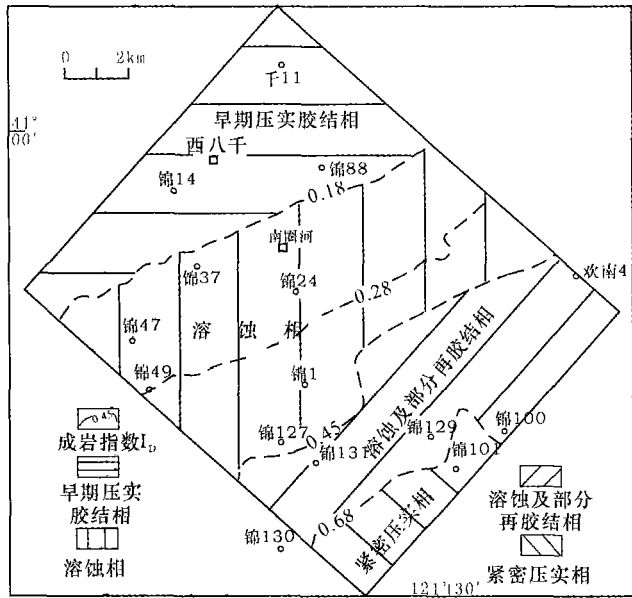 0 2km
千11
41°
00′
早期压实胶结相
西八千
锦88
锦14
0.18
南圈河
欢南4
锦37
锦24
0.28
锦47
溶蚀相
锦49
锦1
溶蚀及部分再胶结相
0.45
锦127
锦131
锦129
锦100
锦101
0.45
成岩指数I_D
早期压实
胶结相
溶蚀相
0.68
锦130
紧密压实相
溶蚀及部分
再胶结相
紧密压实相
121°30′